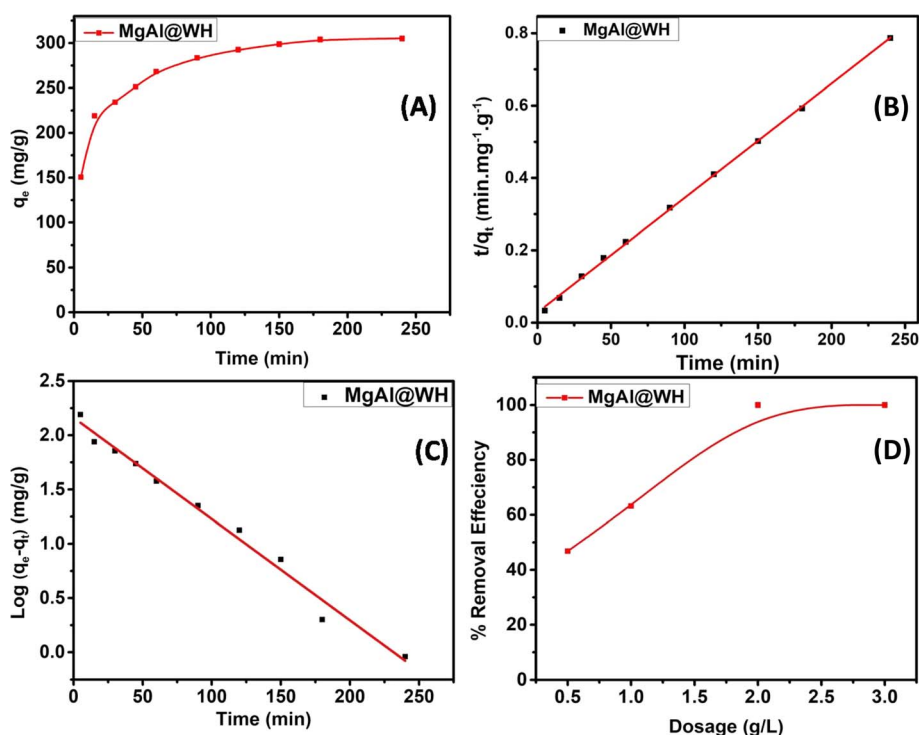 MgAl@WH
(A)
qₑ (mg/g)
300
250
200
150
100
50
0
0 50 100 150 200 250
Time (min)
MgAl@WH
(B)
t/qₜ (min.mg⁻¹.g⁻¹)
0.8
0.6
0.4
0.2
0.0
0 50 100 150 200 250
Time (min)
MgAl@WH
(C)
Log (qₑ-qₜ) (mg/g)
2.5
2.0
1.5
1.0
0.5
0.0
0 50 100 150 200 250
Time (min)
MgAl@WH
(D)
% Removal Effeciency
100
80
60
40
20
0
0.5 1.0 1.5 2.0 2.5 3.0
Dosage (g/L)